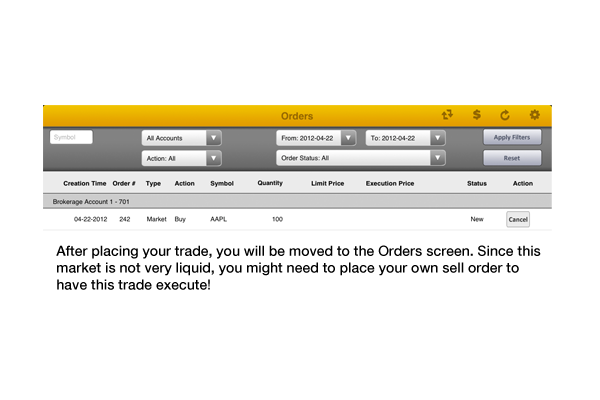 Orders
$
Symbol
All Accounts From: 2012-04-22 To: 2012-04-22 Apply Filters
Action: All Order Status: All Reset
Creation Time Order # Type Action Symbol Quantity Limit Price Execution Price Status Action
Brokerage Account 1 - 701
04-22-2012 242 Market Buy AAPL 100 New Cancel
After placing your trade, you will be moved to the Orders screen. Since this
market is not very liquid, you might need to place your own sell order to
have this trade execute!